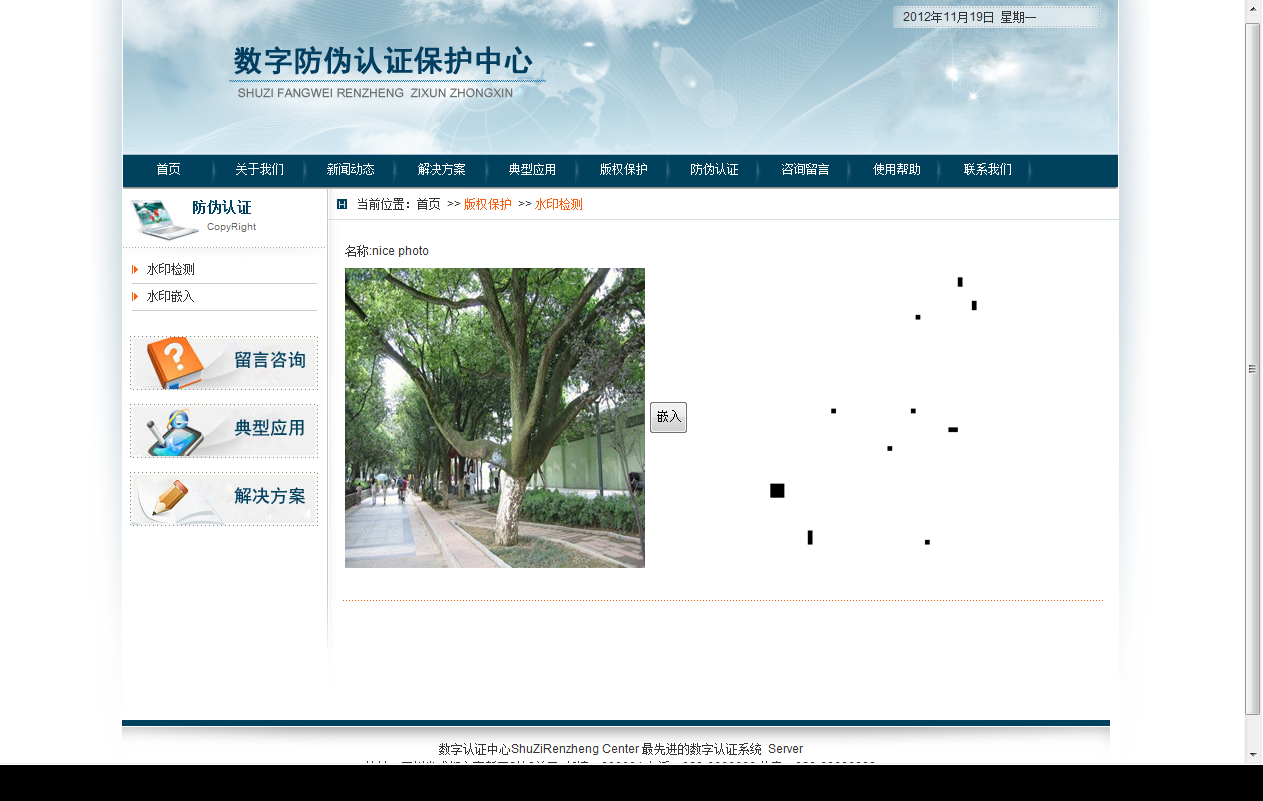 2012年11月19日 星期一
数字防伪认证保护中心
SHUZI FANGWEI RENZHENG ZIXUN ZHONGXIN
首页 关于我们 新闻动态 解决方案 典型应用 版权保护 防伪认证 咨询留言 使用帮助 联系我们
防伪认证
CopyRight
水印检测
水印嵌入
留言咨询
典型应用
解决方案
当前位置：首页 >> 版权保护 >> 水印检测
名称:nice photo
嵌入
数字认证中心ShuZiRenzheng Center 最先进的数字认证系统 Server